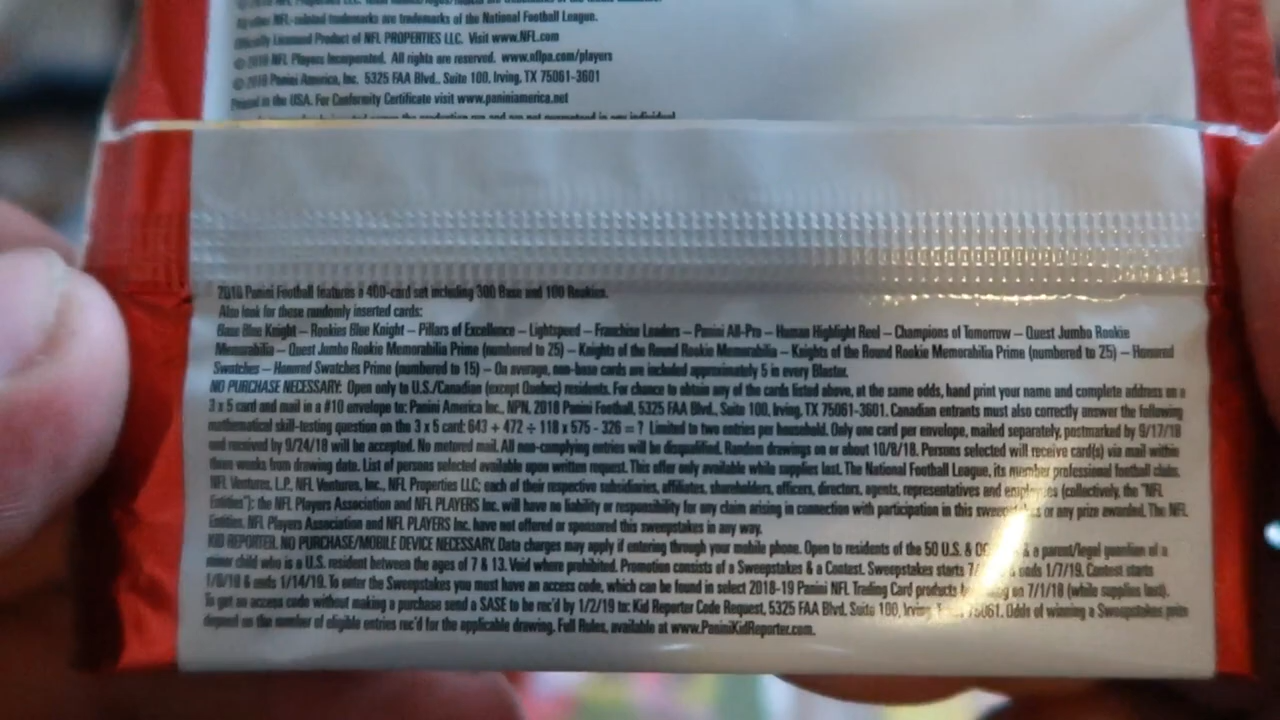 Any other NFL-related trademarks are trademarks of the National Football League.
Officially Licensed Product of NFL PROPERTIES LLC. Visit www.NFL.com
© 2018 NFL Players Incorporated. All rights are reserved. www.nflpa.com/players
© 2018 Panini America, Inc. 5325 FAA Blvd., Suite 100, Irving, TX 75061-3601
Printed in the USA. For Conformity Certificate visit www.paniniamerica.net
the production run and are not guaranteed in any individual
2018 Panini Football features a 400-card set including 300 Base and 100 Rookies.
Also look for these randomly inserted cards:
Base Blue Knight – Rookies Blue Knight – Pillars of Excellence – Lightspeed – Franchise Leaders – Panini All-Pro – Human Highlight Reel – Champions of Tomorrow – Quest Jumbo Rookie
Memorabilia – Quest Jumbo Rookie Memorabilia Prime (numbered to 25) – Knights of the Round Rookie Memorabilia – Knights of the Round Rookie Memorabilia Prime (numbered to 25) – Honored
Swatches – Honored Swatches Prime (numbered to 15) – On average, non-base cards are included approximately 5 in every Blaster.
NO PURCHASE NECESSARY: Open only to U.S./Canadian (except Quebec) residents. For chance to obtain any of the cards listed above, at the same odds, hand print your name and complete address on a
3 x 5 card and mail in a #10 envelope to: Panini America Inc., NPN, 2018 Panini Football, 5325 FAA Blvd., Suite 100, Irving, TX 75061-3601. Canadian entrants must also correctly answer the following
mathematical skill-testing question on the 3 x 5 card: 643 + 472 ÷ 118 x 575 - 326 = ? Limited to two entries per household. Only one card per envelope, mailed separately, postmarked by 9/17/18
and received by 9/24/18 will be accepted. No metered mail. All non-complying entries will be disqualified. Random drawings on or about 10/8/18. Persons selected will receive card(s) via mail within
three weeks from drawing date. List of persons selected available upon written request. This offer only available while supplies last. The National Football League, its member professional football clubs,
NFL Ventures, L.P., NFL Ventures, Inc., NFL Properties LLC; each of their respective subsidiaries, affiliates, shareholders, officers, directors, agents, representatives and employees (collectively, the "NFL
Entities"); the NFL Players Association and NFL PLAYERS Inc. will have no liability or responsibility for any claim arising in connection with participation in this sweepstakes or any prize awarded. The NFL
Entities, NFL Players Association and NFL PLAYERS Inc. have not offered or sponsored this sweepstakes in any way.
KID REPORTER. NO PURCHASE/MOBILE DEVICE NECESSARY. Data charges may apply if entering through your mobile phone. Open to residents of the 50 U.S. & DC & a parent/legal guardian of a
minor child who is a U.S. resident between the ages of 7 & 13. Void where prohibited. Promotion consists of a Sweepstakes & a Contest. Sweepstakes starts 7/ ends 1/7/19. Contest starts
1/8/19 & ends 1/14/19. To enter the Sweepstakes you must have an access code, which can be found in select 2018-19 Panini NFL Trading Card products on 7/1/18 (while supplies last).
To get an access code without making a purchase send a SASE to be rec'd by 1/2/19 to: Kid Reporter Code Request, 5325 FAA Blvd. Suite 100, Irving, 75061. Odds of winning a Sweepstakes prize
depend on the number of eligible entries rec'd for the applicable drawing. Full Rules, available at www.PaniniKidReporter.com.